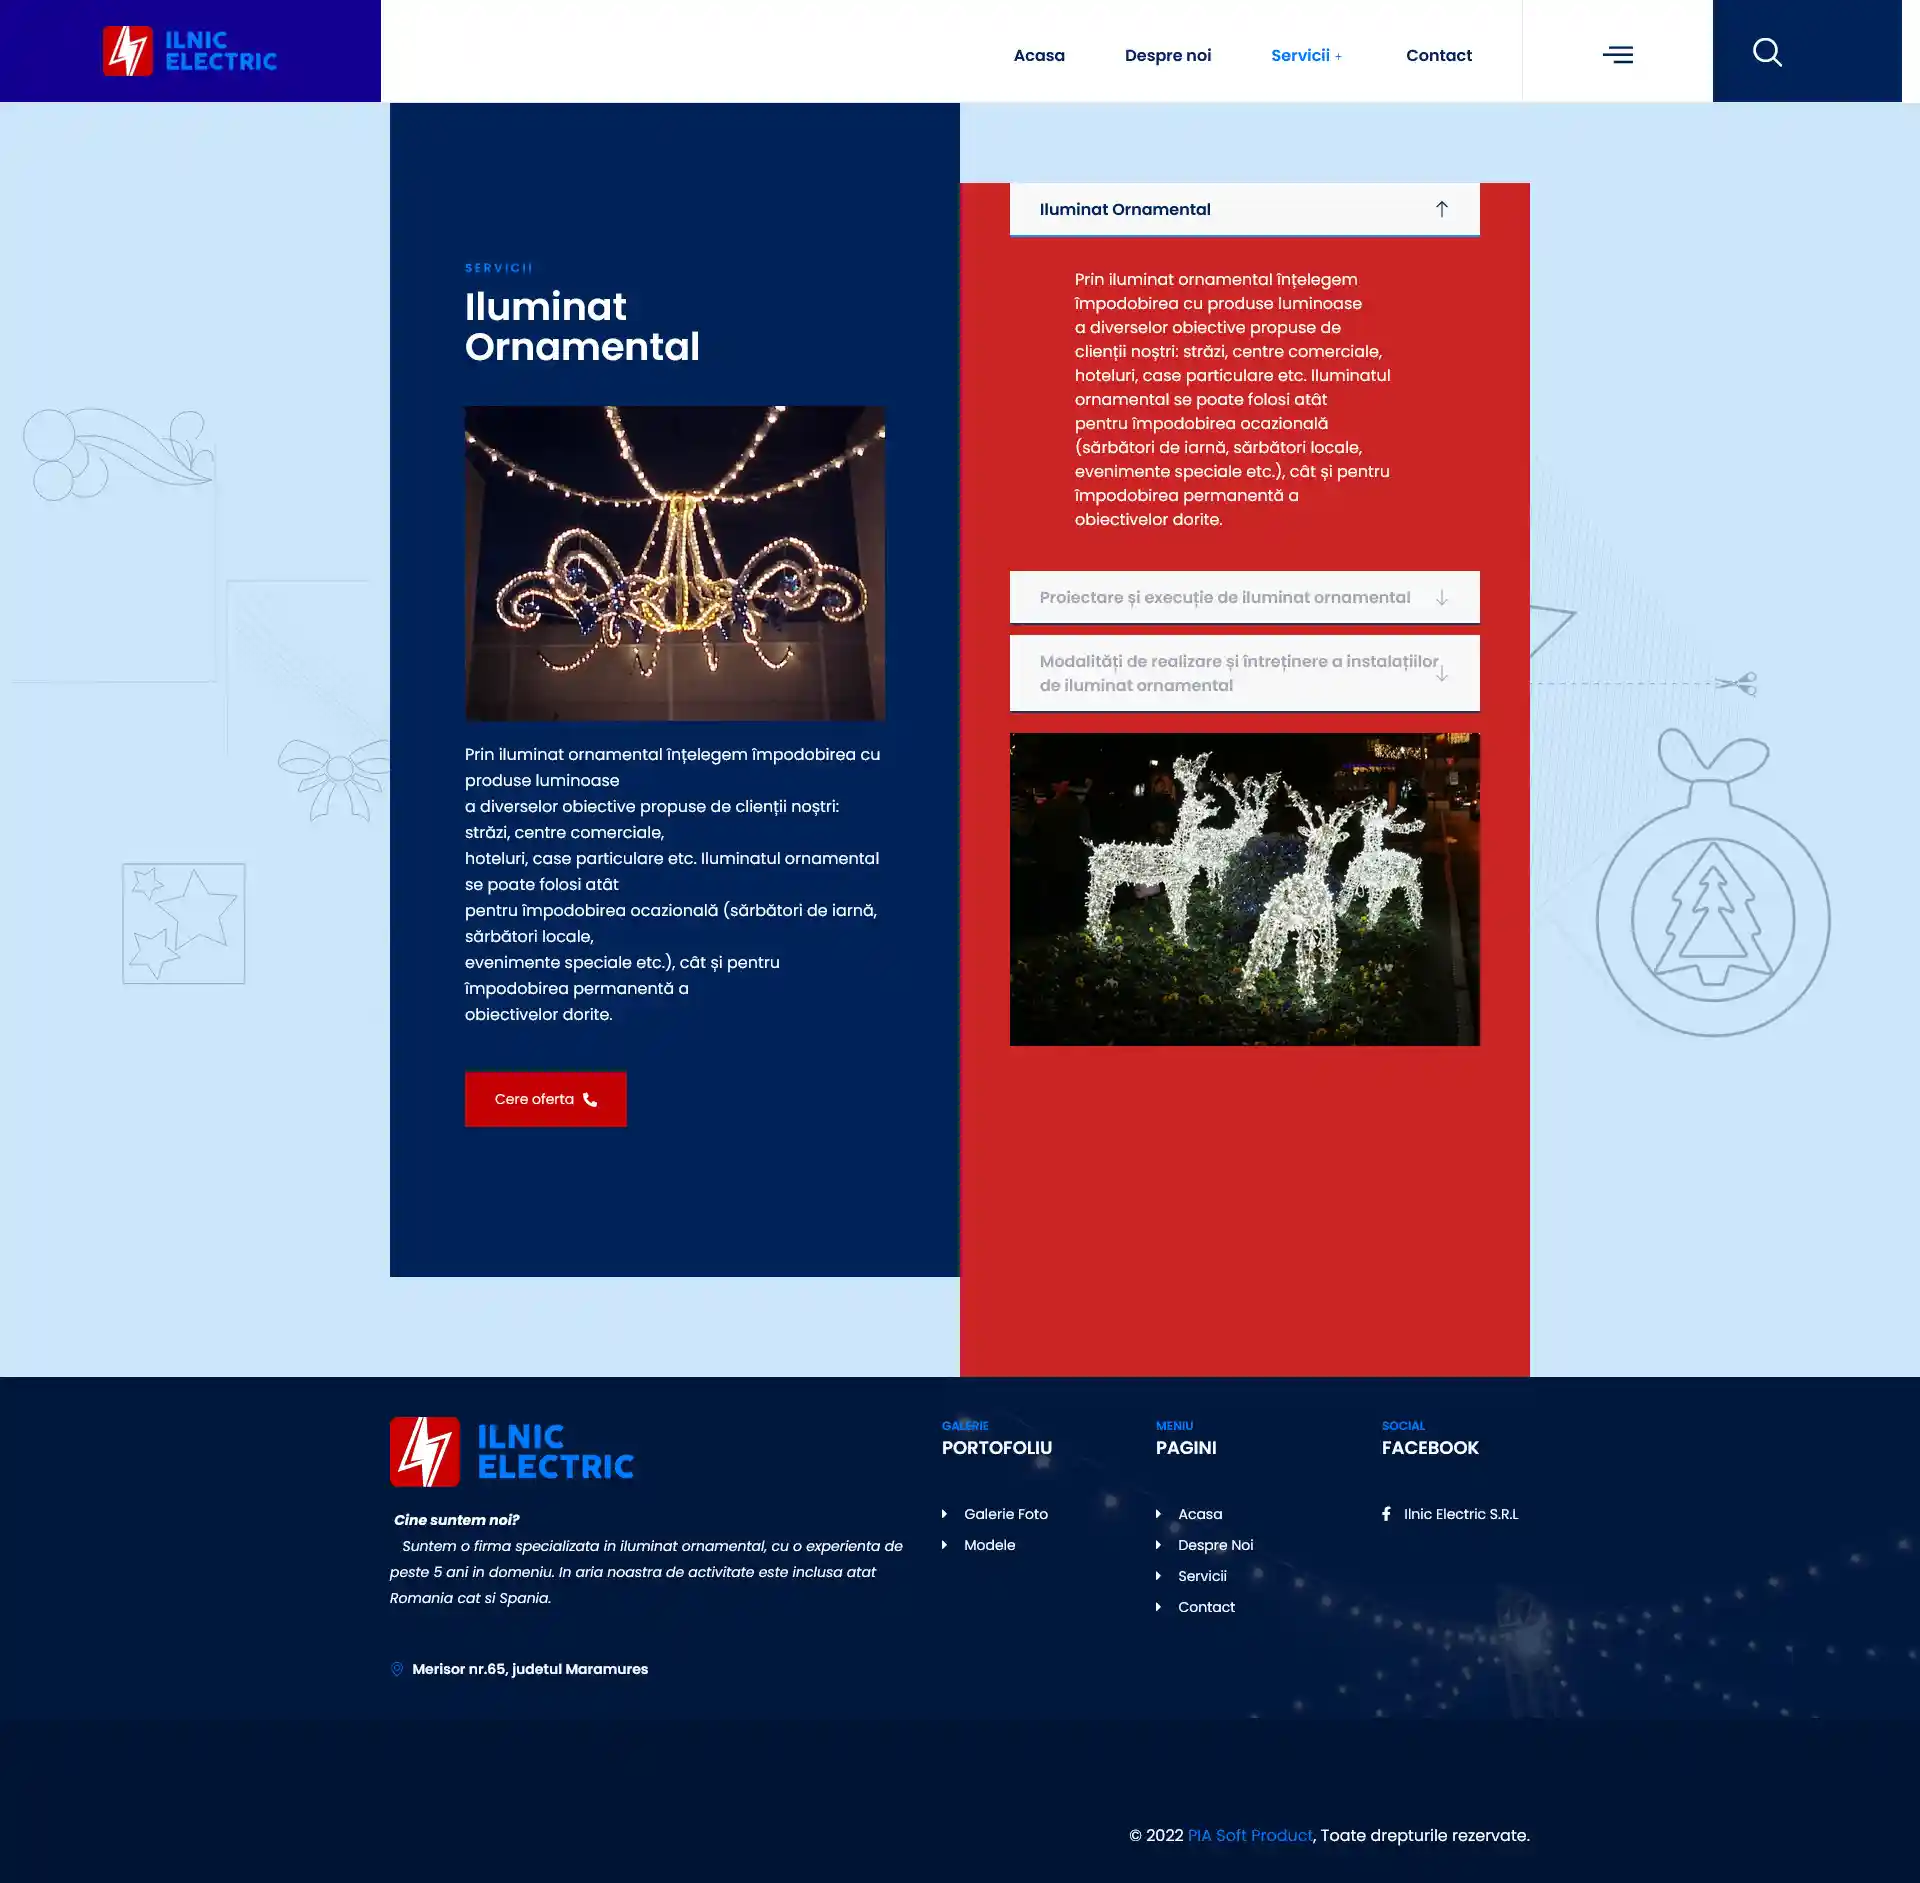 ILNIC
ELECTRIC
Acasa
Despre noi
Servicii +
Contact
SERVICII
Iluminat
Ornamental
Prin iluminat ornamental înțelegem împodobirea cu
produse luminoase
a diverselor obiective propuse de clienții noștri:
străzi, centre comerciale,
hoteluri, case particulare etc. Iluminatul ornamental
se poate folosi atât
pentru împodobirea ocazională (sărbători de iarnă,
sărbători locale,
evenimente speciale etc.), cât și pentru
împodobirea permanentă a
obiectivelor dorite.
Cere oferta
Iluminat Ornamental
Prin iluminat ornamental înțelegem
împodobirea cu produse luminoase
a diverselor obiective propuse de
clienții noștri: străzi, centre comerciale,
hoteluri, case particulare etc. Iluminatul
ornamental se poate folosi atât
pentru împodobirea ocazională
(sărbători de iarnă, sărbători locale,
evenimente speciale etc.), cât și pentru
împodobirea permanentă a
obiectivelor dorite.
Proiectare și execuție de iluminat ornamental
Modalități de realizare și întreținere a instalațiilor
de iluminat ornamental
ILNIC
ELECTRIC
Cine suntem noi?
Suntem o firma specializata in iluminat ornamental, cu o experienta de
peste 5 ani in domeniu. In aria noastra de activitate este inclusa atat
Romania cat si Spania.
Merisor nr.65, judetul Maramures
GALERIE
PORTOFOLIU
Galerie Foto
Modele
MENIU
PAGINI
Acasa
Despre Noi
Servicii
Contact
SOCIAL
FACEBOOK
Ilnic Electric S.R.L
© 2022 PIA Soft Product, Toate drepturile rezervate.